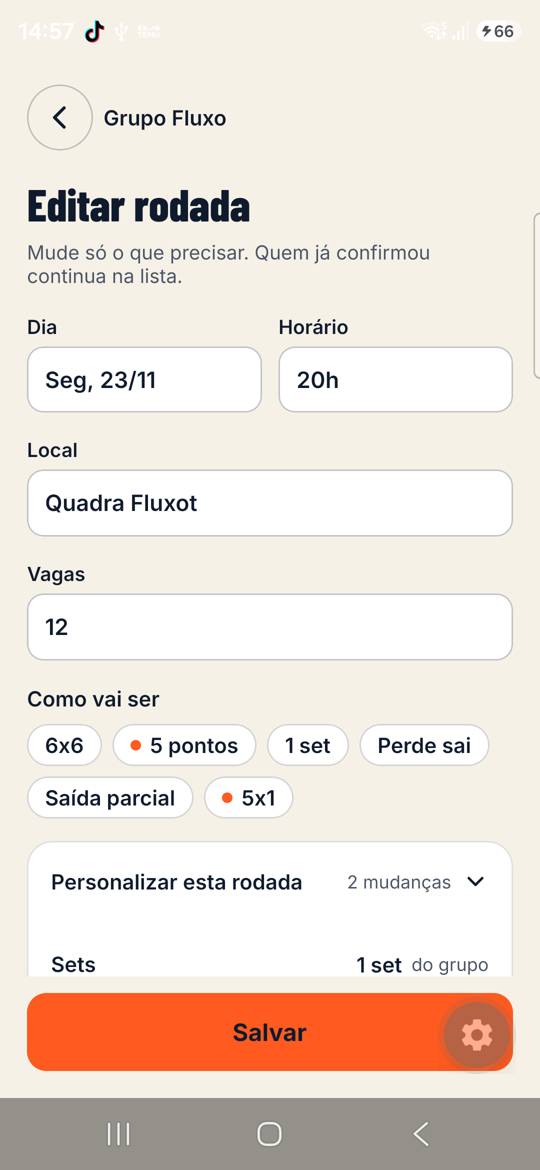 14:57
66
Grupo Fluxo
Editar rodada
Mude só o que precisar. Quem já confirmou
continua na lista.
Dia
Horário
Seg, 23/11
20h
Local
Quadra Fluxot
Vagas
12
Como vai ser
6x6
5 pontos
1 set
Perde sai
Saída parcial
5x1
Personalizar esta rodada
2 mudanças
Sets
1 set do grupo
Salvar